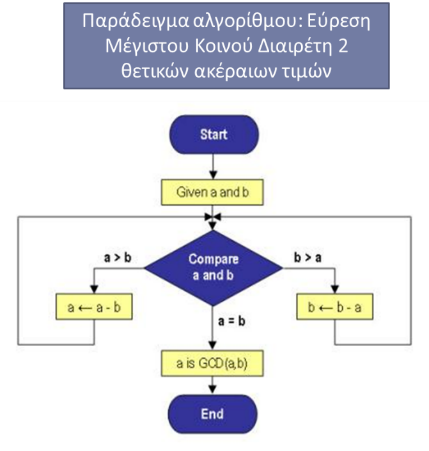 Παράδειγμα αλγορίθμου: Εύρεση
Μέγιστου Κοινού Διαιρέτη 2
θετικών ακέραιων τιμών
Start
Given a and b
a > b
Compare
a and b
b > a
a ← a - b
b ← b - a
a = b
a is GCD(a,b)
End